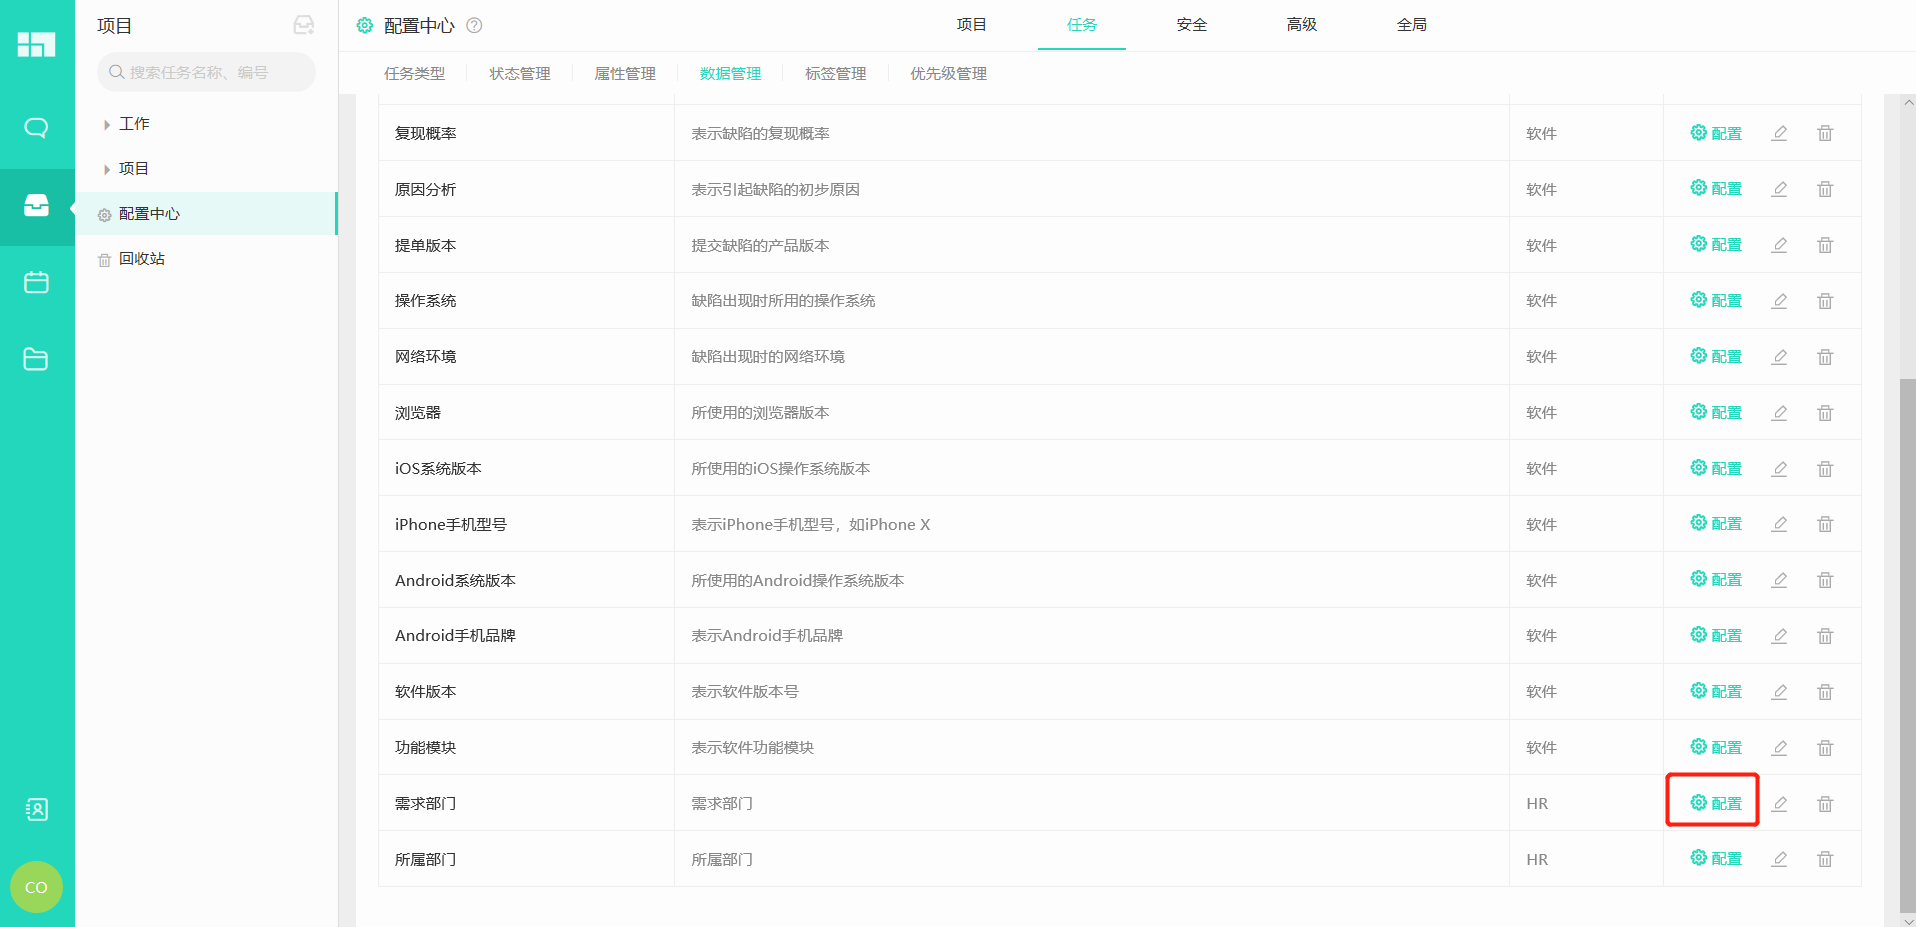 项目
搜索任务名称、编号
工作
项目
配置中心
回收站
CO
配置中心 ?
项目 任务 安全 高级 全局
任务类型 状态管理 属性管理 数据管理 标签管理 优先级管理
复现概率 表示缺陷的复现概率 软件 配置
原因分析 表示引起缺陷的初步原因 软件 配置
提单版本 提交缺陷的产品版本 软件 配置
操作系统 缺陷出现时所用的操作系统 软件 配置
网络环境 缺陷出现时的网络环境 软件 配置
浏览器 所使用的浏览器版本 软件 配置
iOS系统版本 所使用的iOS操作系统版本 软件 配置
iPhone手机型号 表示iPhone手机型号，如iPhone X 软件 配置
Android系统版本 所使用的Android操作系统版本 软件 配置
Android手机品牌 表示Android手机品牌 软件 配置
软件版本 表示软件版本号 软件 配置
功能模块 表示软件功能模块 软件 配置
需求部门 需求部门 HR 配置
所属部门 所属部门 HR 配置